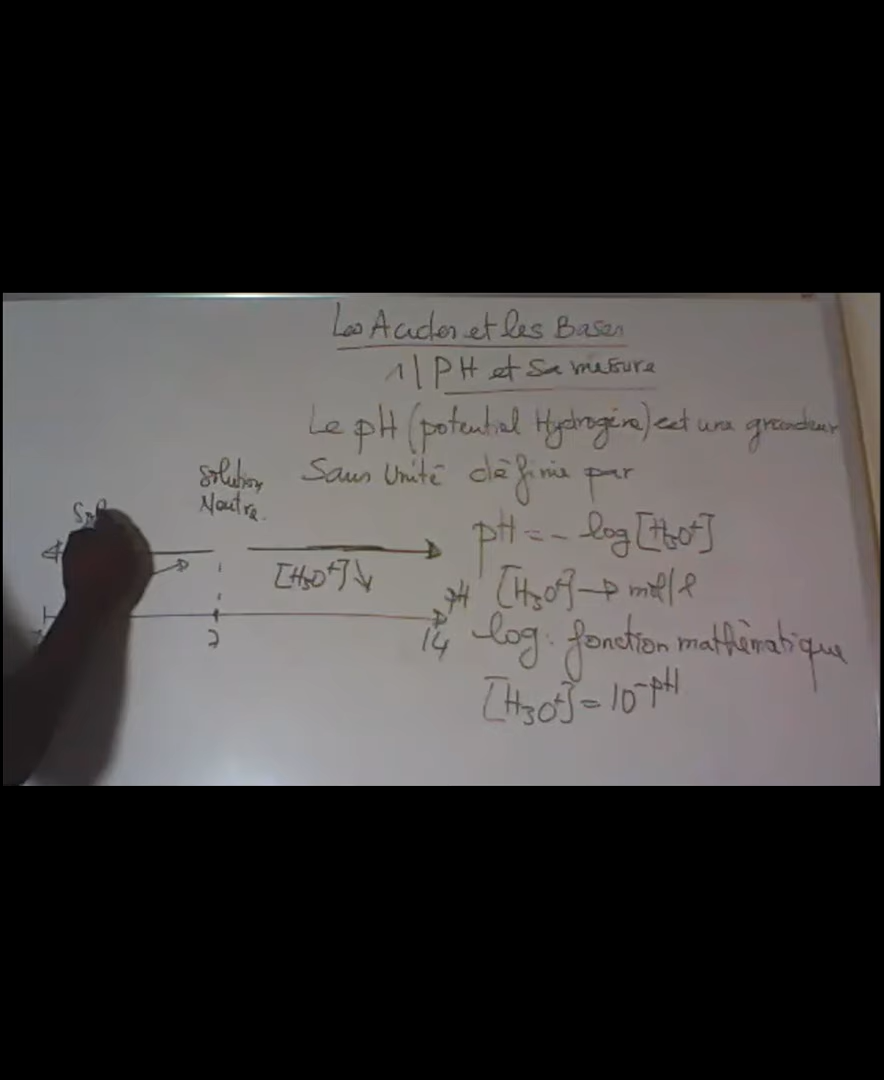 Les Acides et les Bases
1/ PH et sa mesure
Le pH (potential Hydrogène) est une grandeur
Sans Unité définie par
pH = - log [H3O+]
[H3O+] → mol/l
log : fonction mathématique
[H3O+] = 10-pH
Solution
Neutre.
[H3O+] ↘
pH
7
14